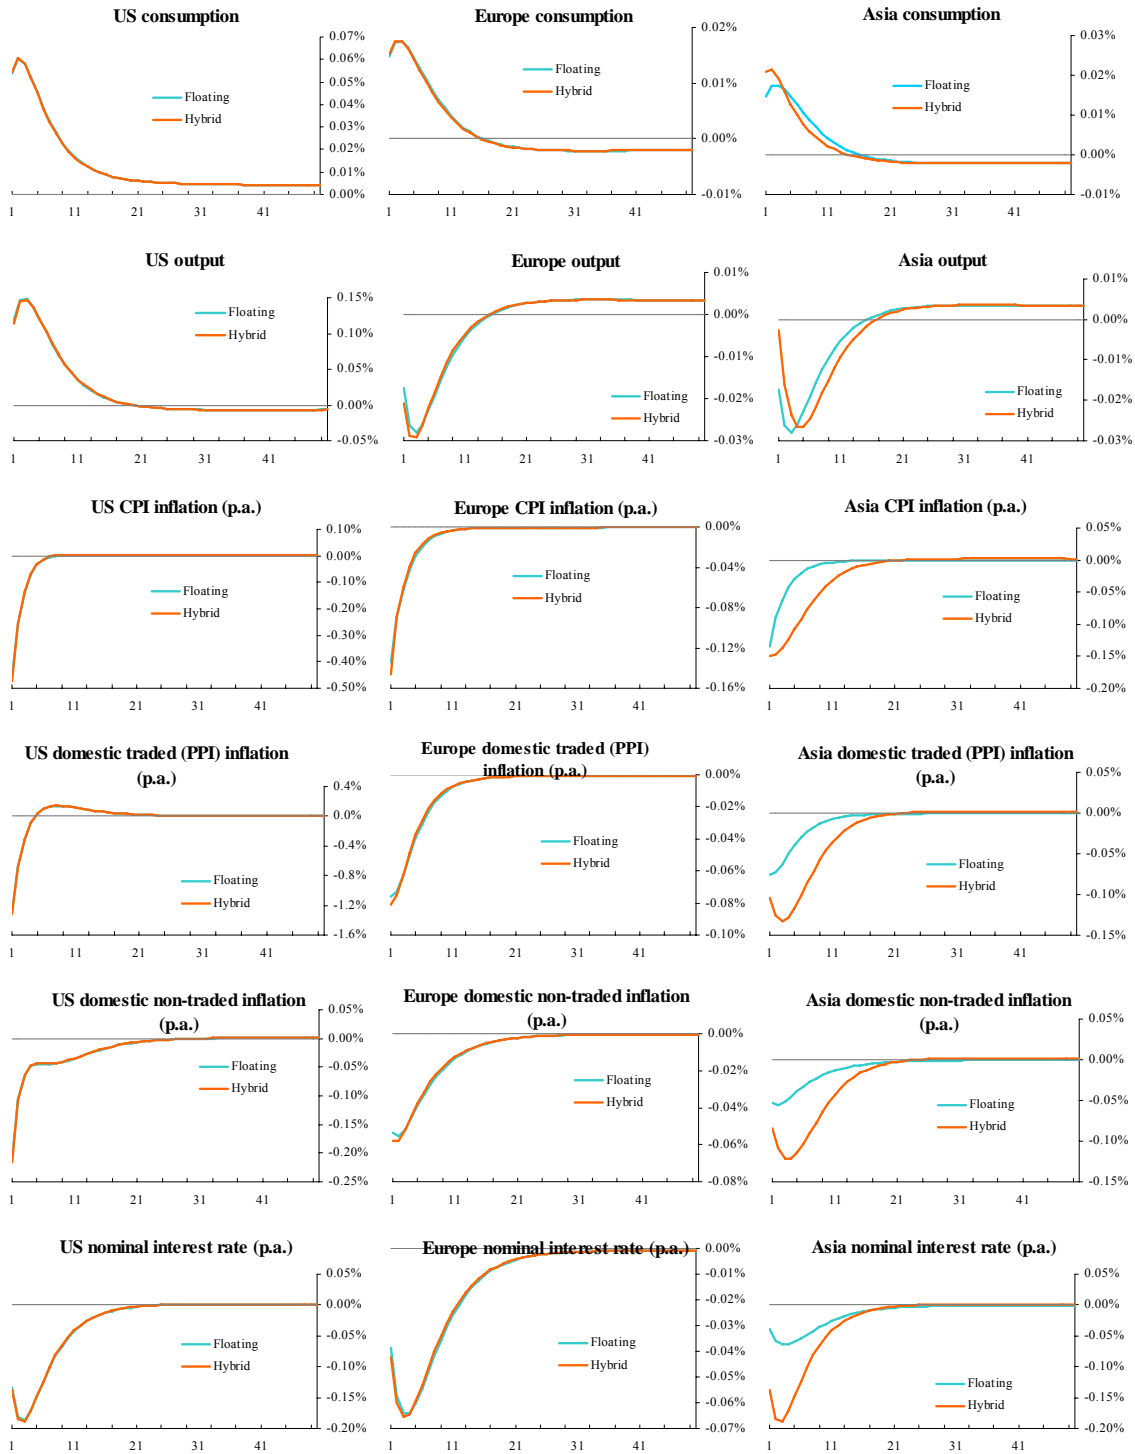 US consumption
0.07%
0.06%
0.05%
0.04%
0.03%
0.02%
0.01%
0.00%
Floating
Hybrid
1 11 21 31 41
Europe consumption
0.02%
0.01%
0.00%
-0.01%
Floating
Hybrid
1 11 21 31 41
Asia consumption
0.03%
0.02%
0.01%
0.00%
-0.01%
Floating
Hybrid
1 11 21 31 41
US output
0.15%
0.10%
0.05%
0.00%
-0.05%
Floating
Hybrid
1 11 21 31 41
Europe output
0.01%
0.00%
-0.01%
-0.02%
-0.03%
Floating
Hybrid
1 11 21 31 41
Asia output
0.01%
0.00%
-0.01%
-0.02%
-0.03%
Floating
Hybrid
1 11 21 31 41
US CPI inflation (p.a.)
0.10%
0.00%
-0.10%
-0.20%
-0.30%
-0.40%
-0.50%
Floating
Hybrid
1 11 21 31 41
Europe CPI inflation (p.a.)
0.00%
-0.04%
-0.08%
-0.12%
-0.16%
Floating
Hybrid
1 11 21 31 41
Asia CPI inflation (p.a.)
0.05%
0.00%
-0.05%
-0.10%
-0.15%
-0.20%
Floating
Hybrid
1 11 21 31 41
US domestic traded (PPI) inflation
(p.a.)
0.4%
0.0%
-0.4%
-0.8%
-1.2%
-1.6%
Floating
Hybrid
1 11 21 31 41
Europe domestic traded (PPI)
inflation (p.a.)
0.00%
-0.02%
-0.04%
-0.06%
-0.08%
-0.10%
Floating
Hybrid
1 11 21 31 41
Asia domestic traded (PPI) inflation
(p.a.)
0.05%
0.00%
-0.05%
-0.10%
-0.15%
Floating
Hybrid
1 11 21 31 41
US domestic non-traded inflation
(p.a.)
0.05%
0.00%
-0.05%
-0.10%
-0.15%
-0.20%
-0.25%
Floating
Hybrid
1 11 21 31 41
Europe domestic non-traded inflation
(p.a.)
0.00%
-0.02%
-0.04%
-0.06%
-0.08%
Floating
Hybrid
1 11 21 31 41
Asia domestic non-traded inflation
(p.a.)
0.05%
0.00%
-0.05%
-0.10%
-0.15%
Floating
Hybrid
1 11 21 31 41
US nominal interest rate (p.a.)
0.05%
0.00%
-0.05%
-0.10%
-0.15%
-0.20%
Floating
Hybrid
1 11 21 31 41
Europe nominal interest rate (p.a.)
0.00%
-0.01%
-0.02%
-0.03%
-0.04%
-0.05%
-0.06%
-0.07%
Floating
Hybrid
1 11 21 31 41
Asia nominal interest rate (p.a.)
0.05%
0.00%
-0.05%
-0.10%
-0.15%
-0.20%
Floating
Hybrid
1 11 21 31 41